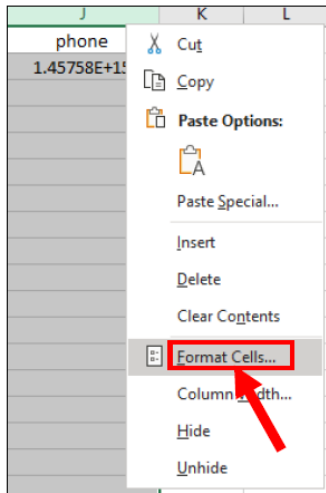 J K L
phone
1.45758E+15
Cut
Copy
Paste Options:
Paste Special...
Insert
Delete
Clear Contents
Format Cells...
Column
Hide
Unhide